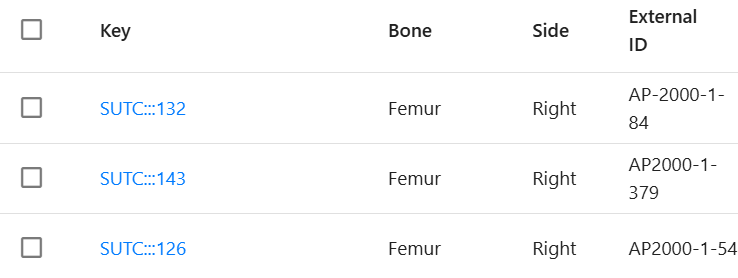 Key Bone Side External
ID
SUTC:::132 Femur Right AP-2000-1-
84
SUTC:::143 Femur Right AP2000-1-
379
SUTC:::126 Femur Right AP2000-1-54